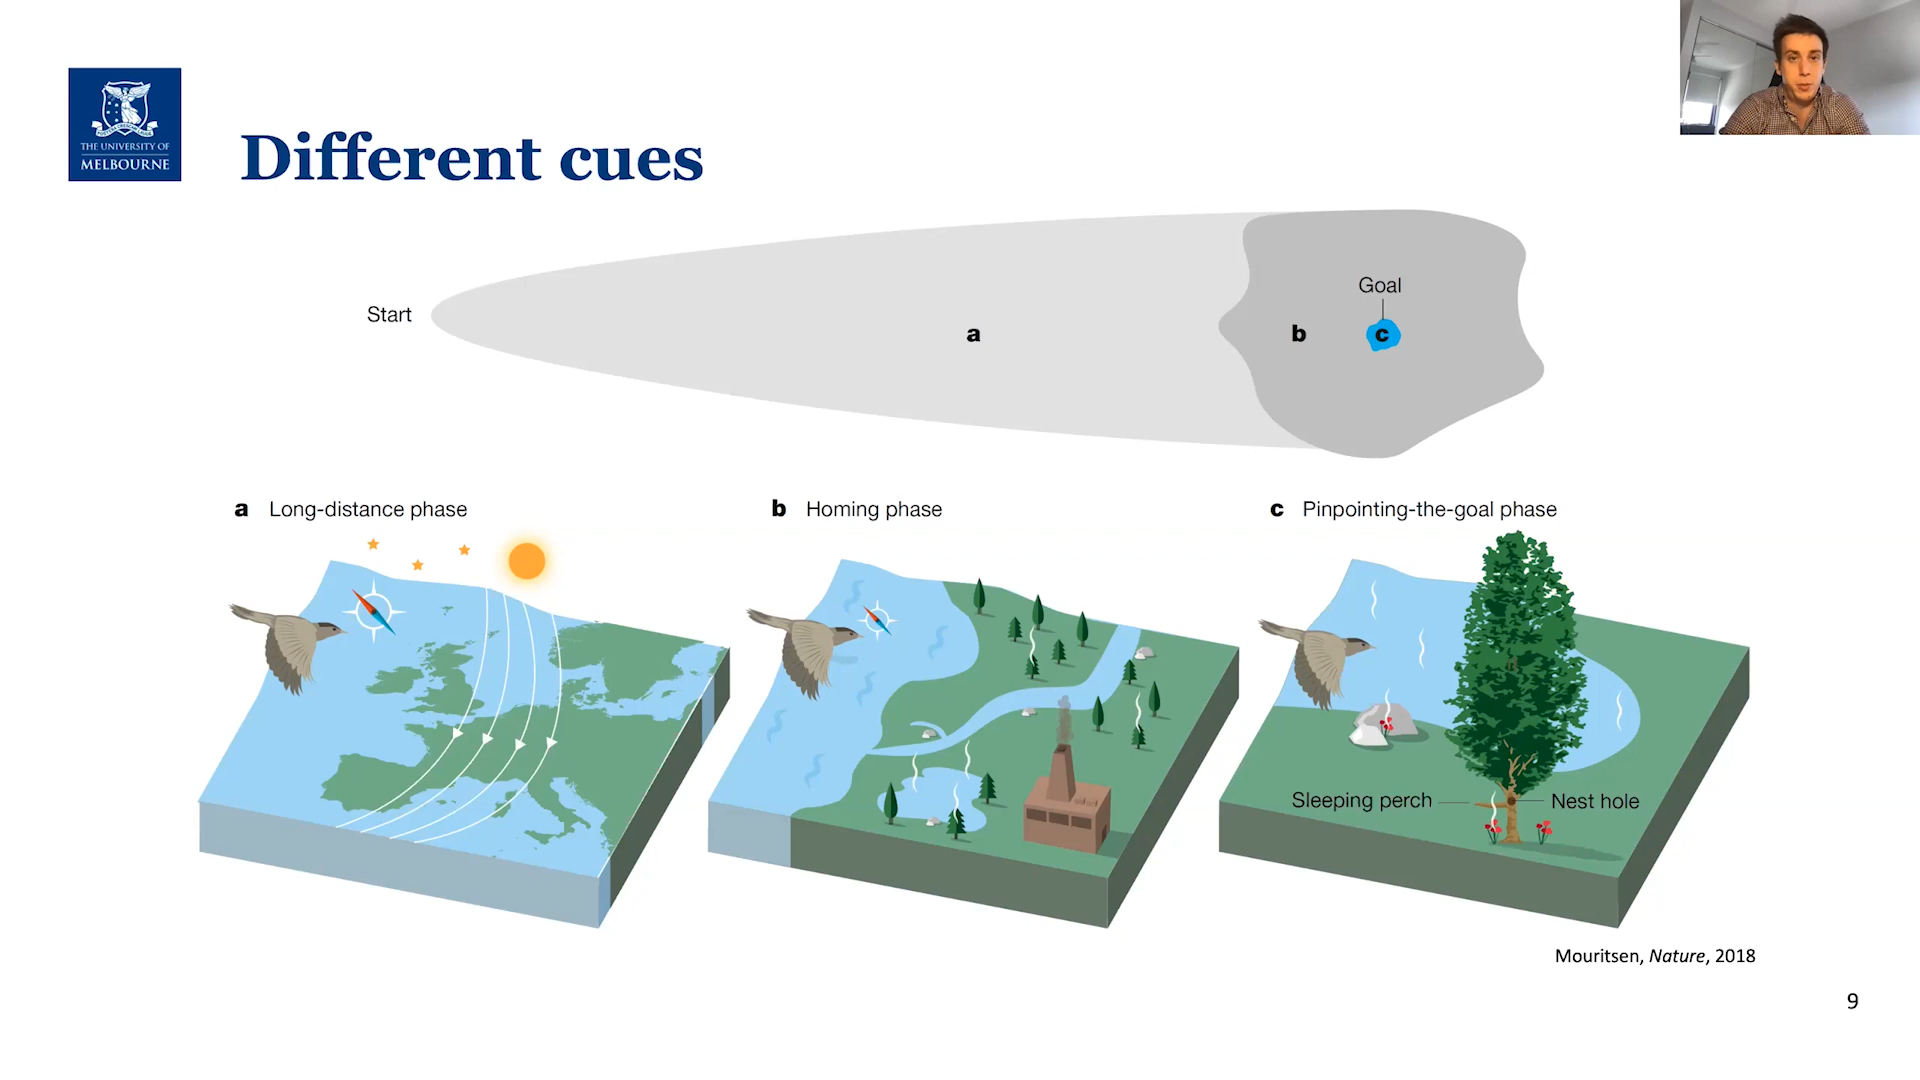 THE UNIVERSITY OF
MELBOURNE
Different cues
Start
a
b
Goal
c
a Long-distance phase
b Homing phase
c Pinpointing-the-goal phase
Sleeping perch
Nest hole
Mouritsen, Nature, 2018
9